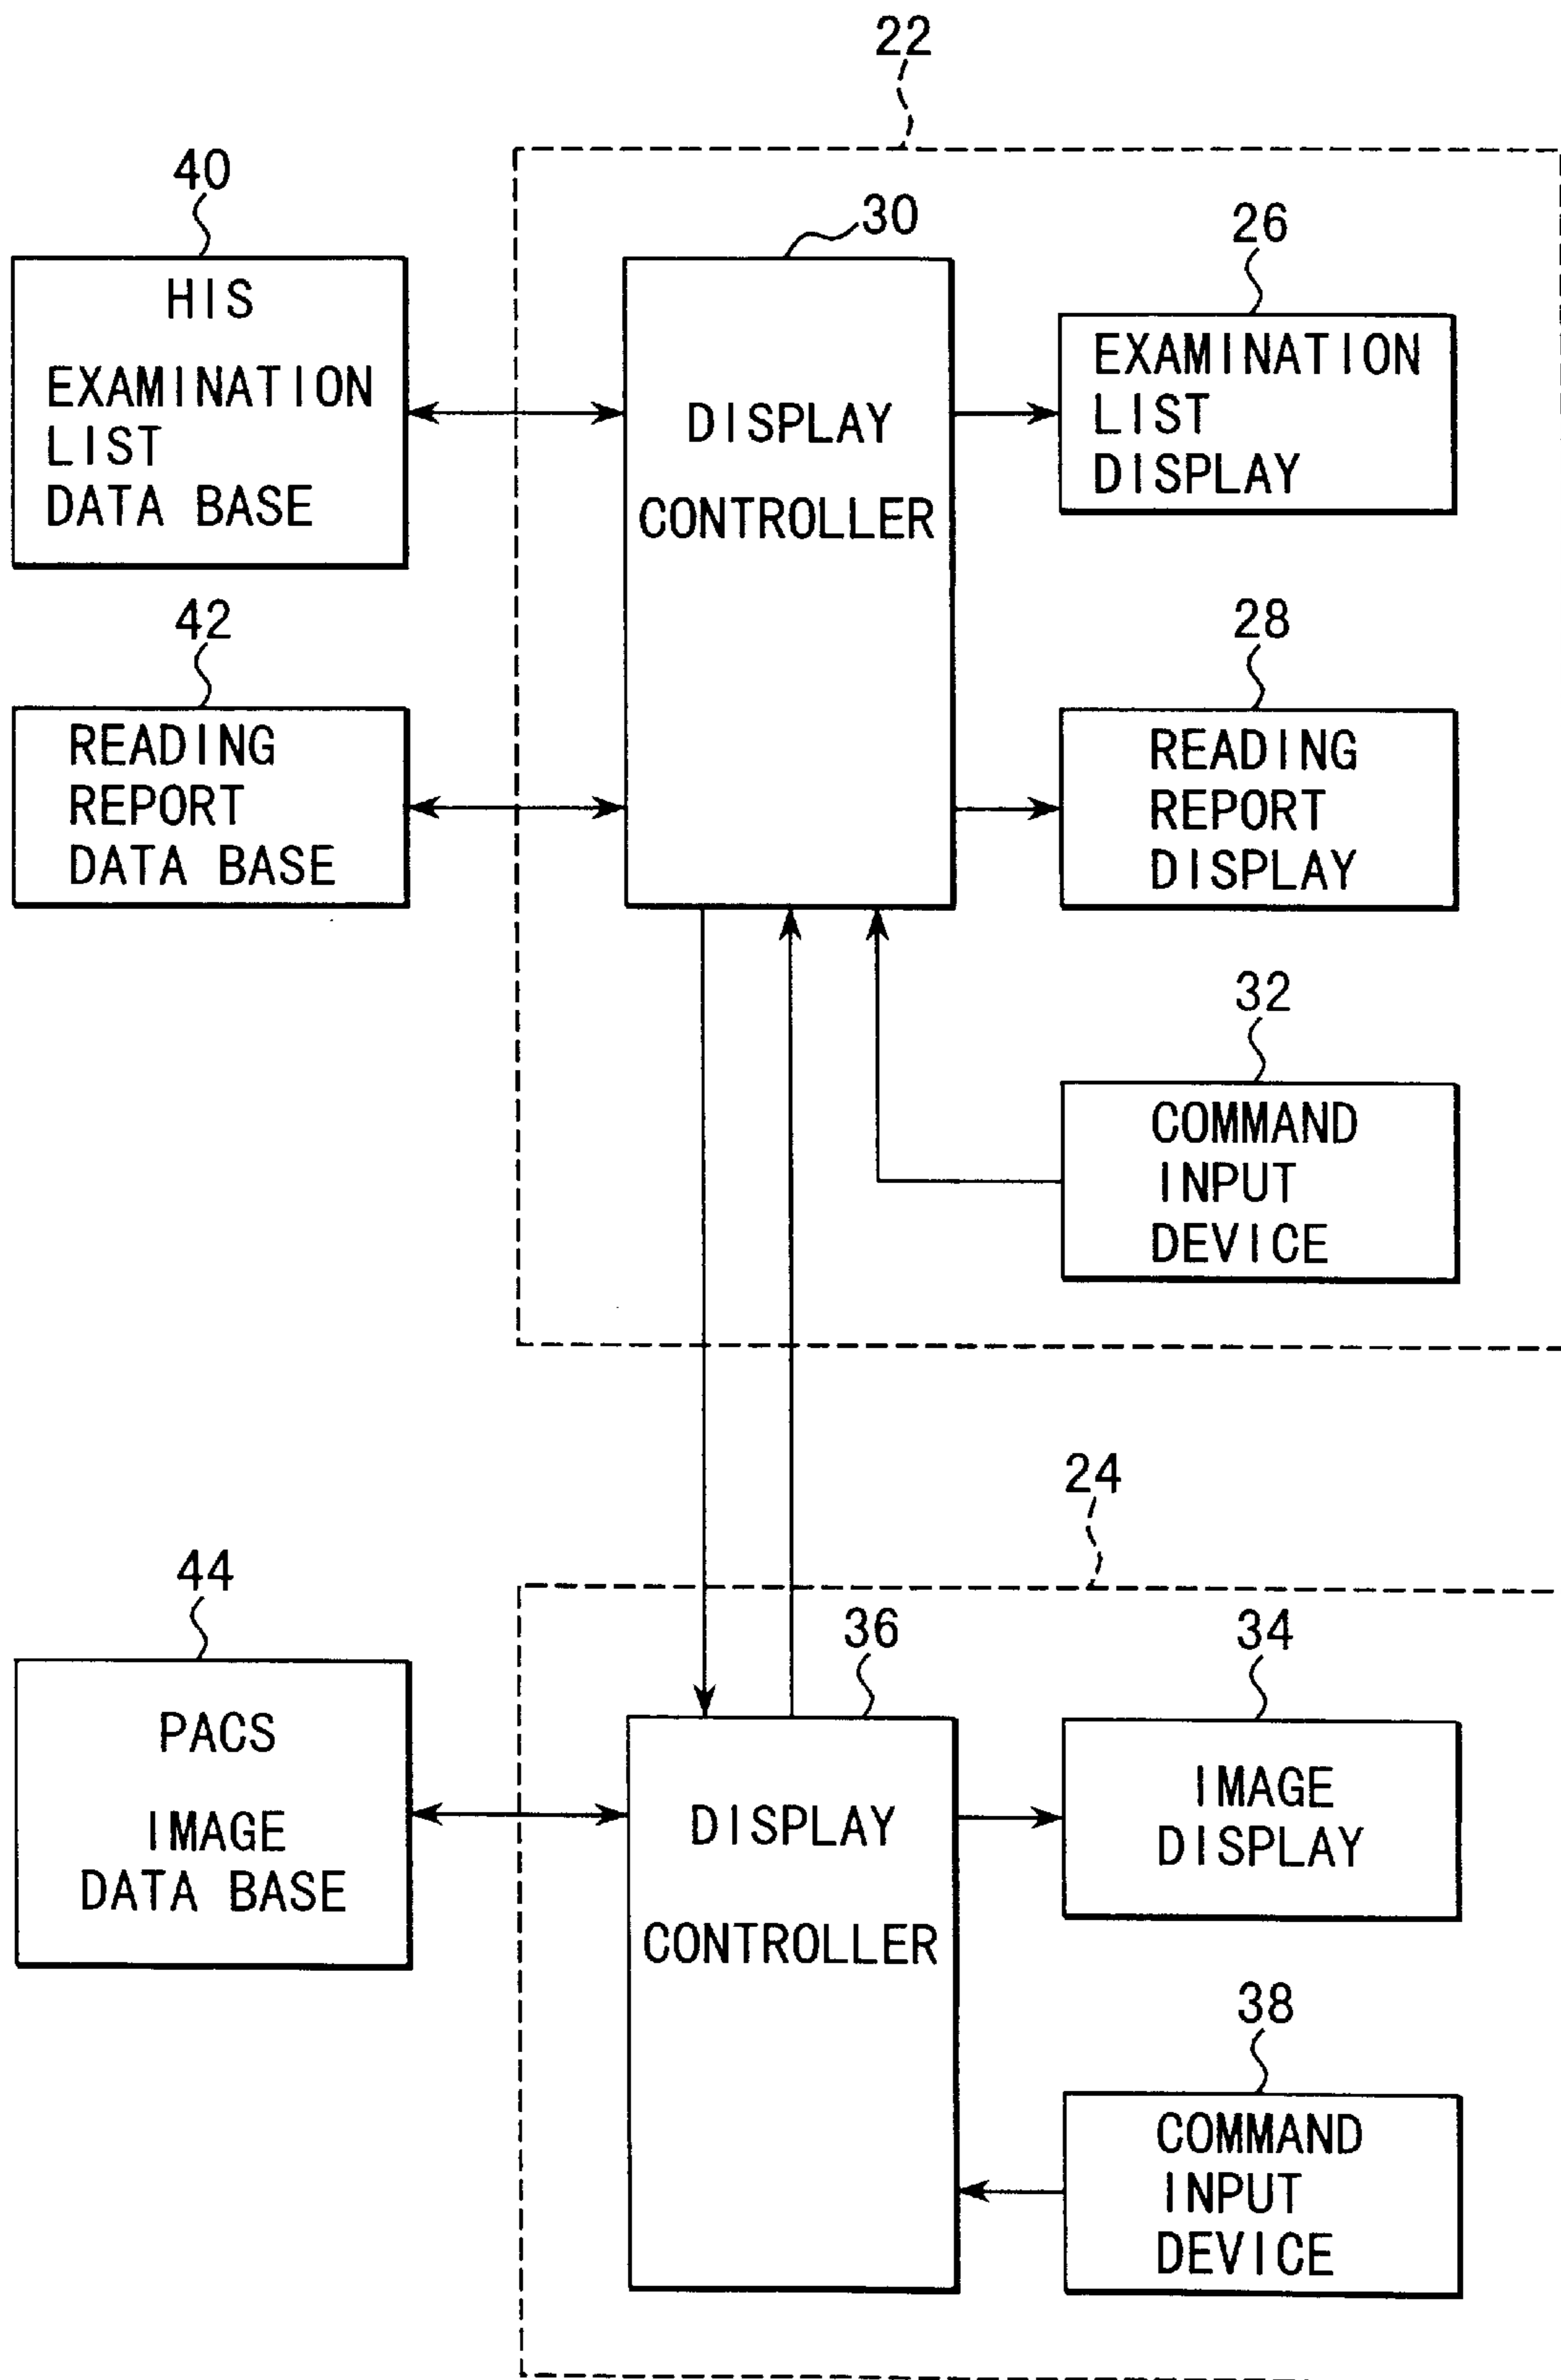 22
40
HIS
EXAMINATION
LIST
DATA BASE
30
DISPLAY
CONTROLLER
26
EXAMINATION
LIST
DISPLAY
42
READING
REPORT
DATA BASE
28
READING
REPORT
DISPLAY
32
COMMAND
INPUT
DEVICE
24
44
PACS
IMAGE
DATA BASE
36
DISPLAY
CONTROLLER
34
IMAGE
DISPLAY
38
COMMAND
INPUT
DEVICE